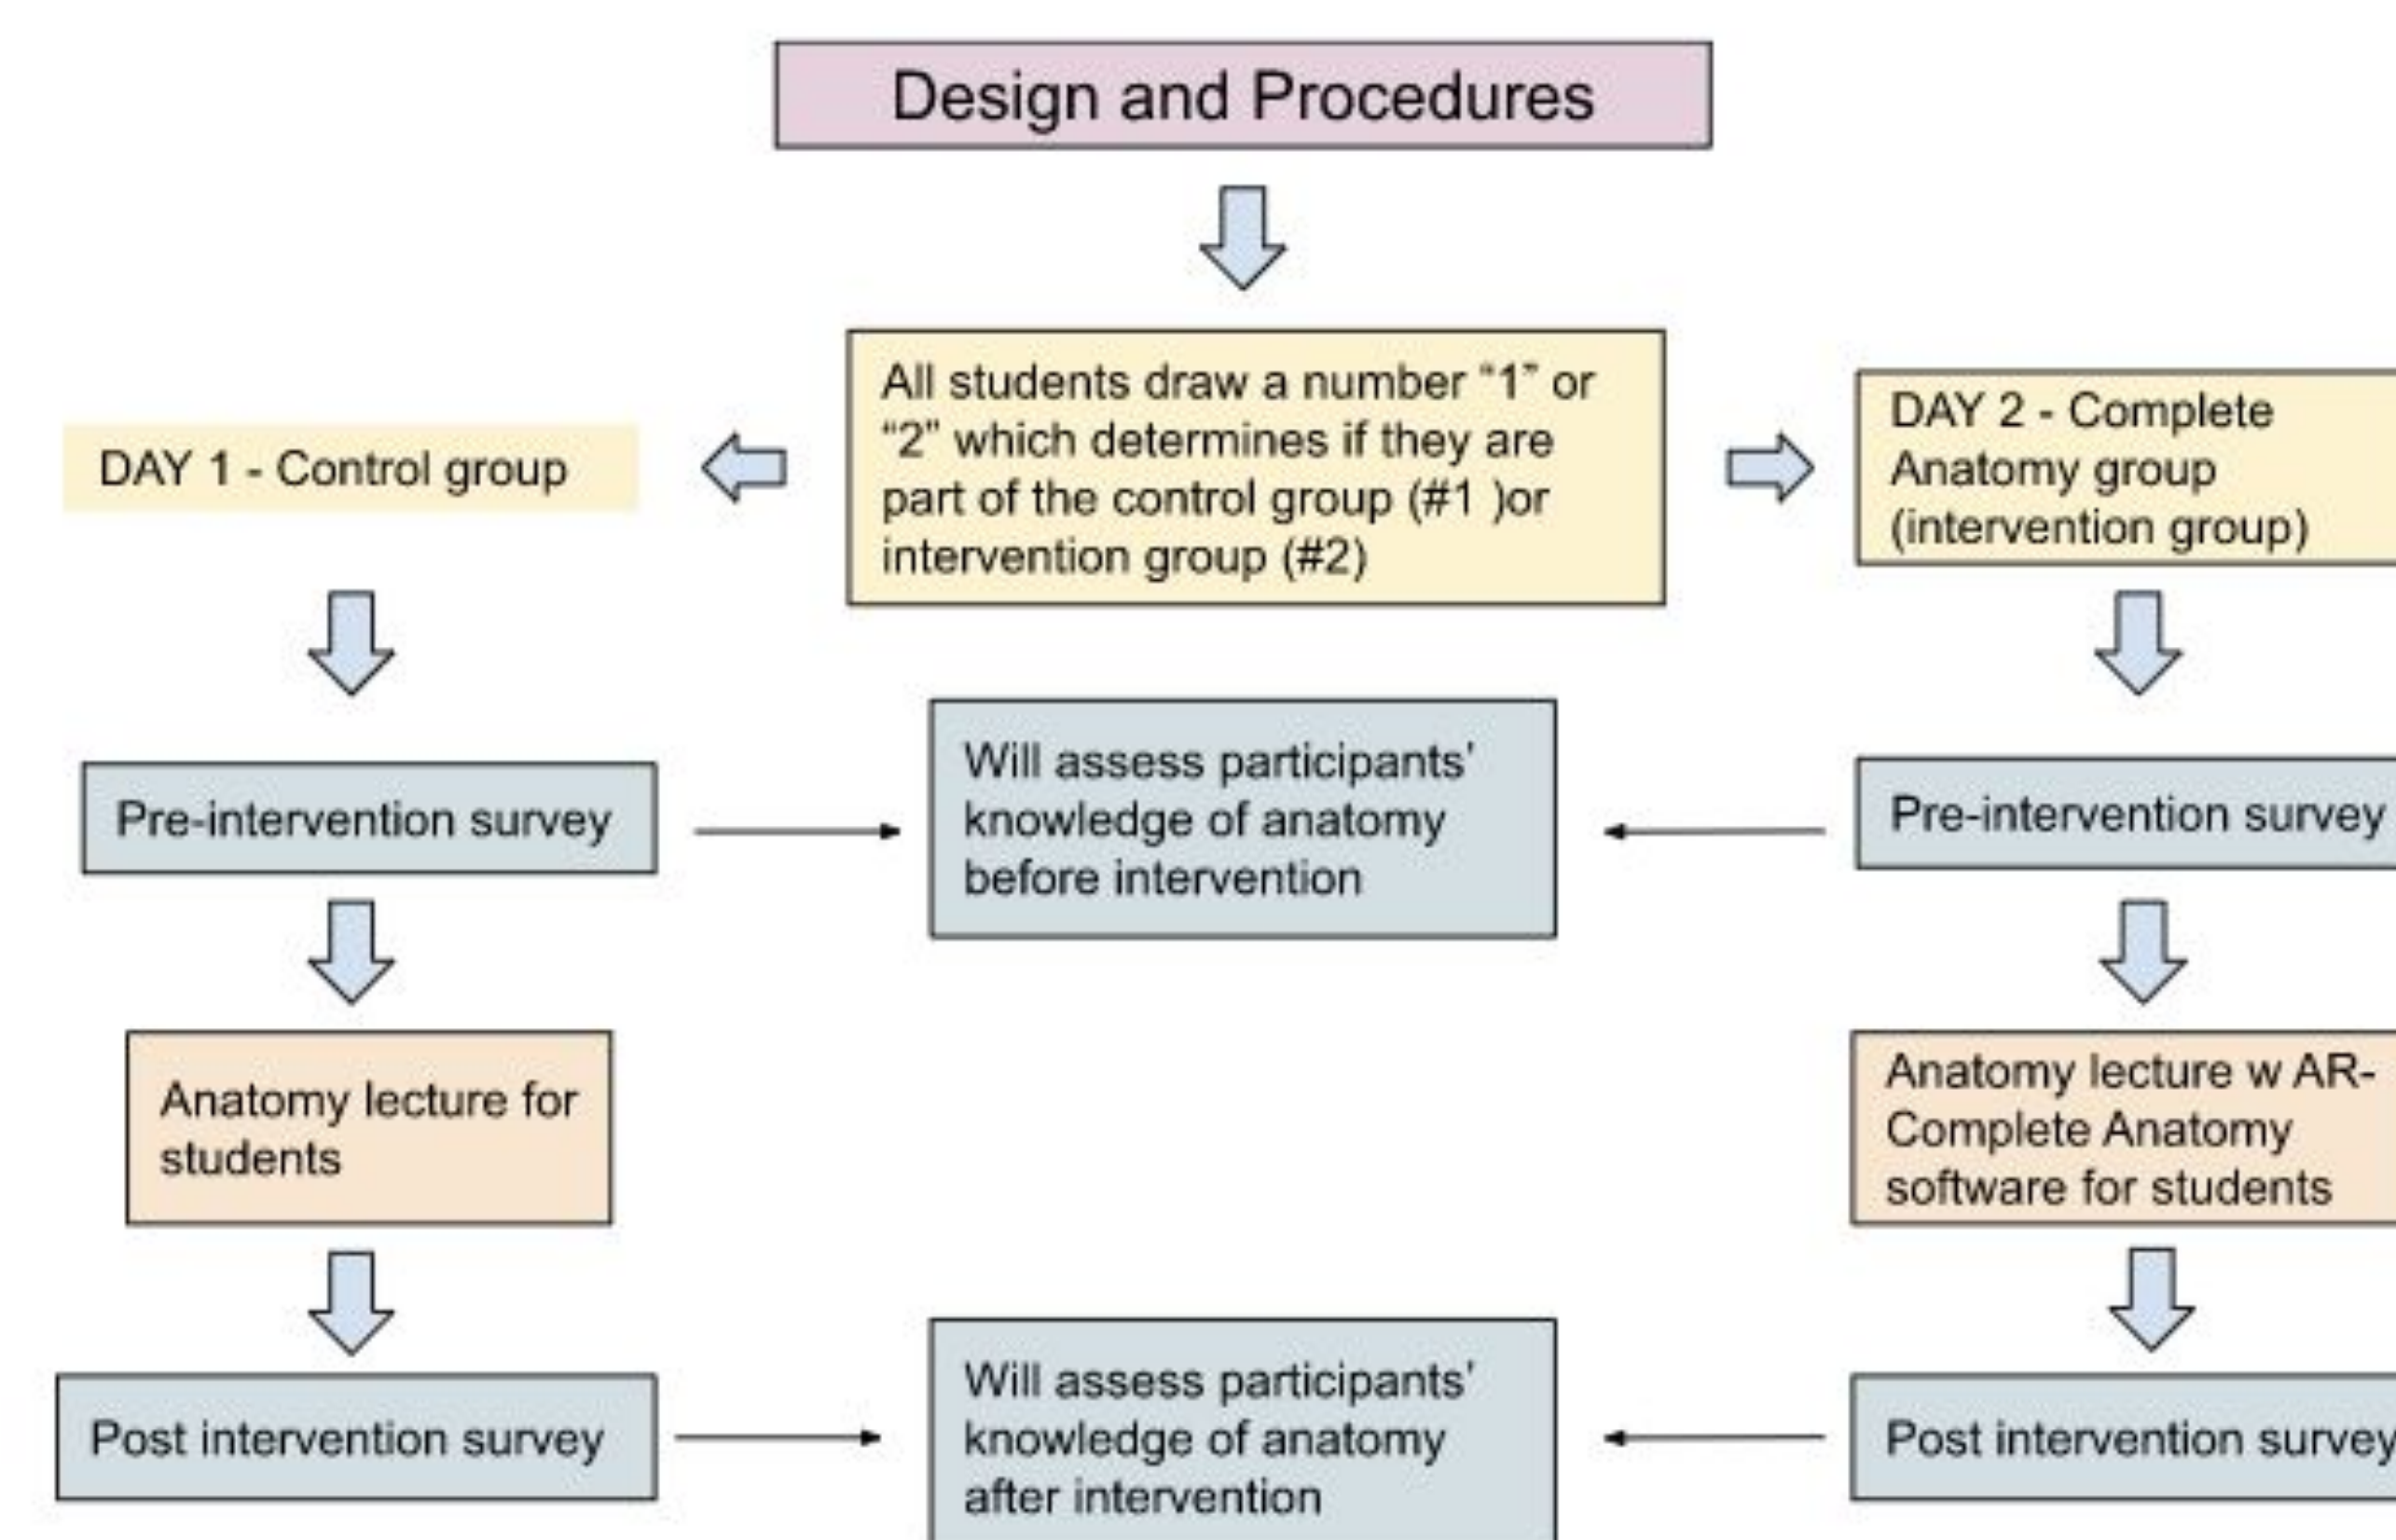 Design and Procedures
All students draw a number “1” or
“2” which determines if they are
part of the control group (#1 )or
intervention group (#2)
DAY 1 - Control group
DAY 2 - Complete
Anatomy group
(intervention group)
Pre-intervention survey
Will assess participants'
knowledge of anatomy
before intervention
Pre-intervention survey
Anatomy lecture for
students
Anatomy lecture w AR-
Complete Anatomy
software for students
Post intervention survey
Will assess participants'
knowledge of anatomy
after intervention
Post intervention survey